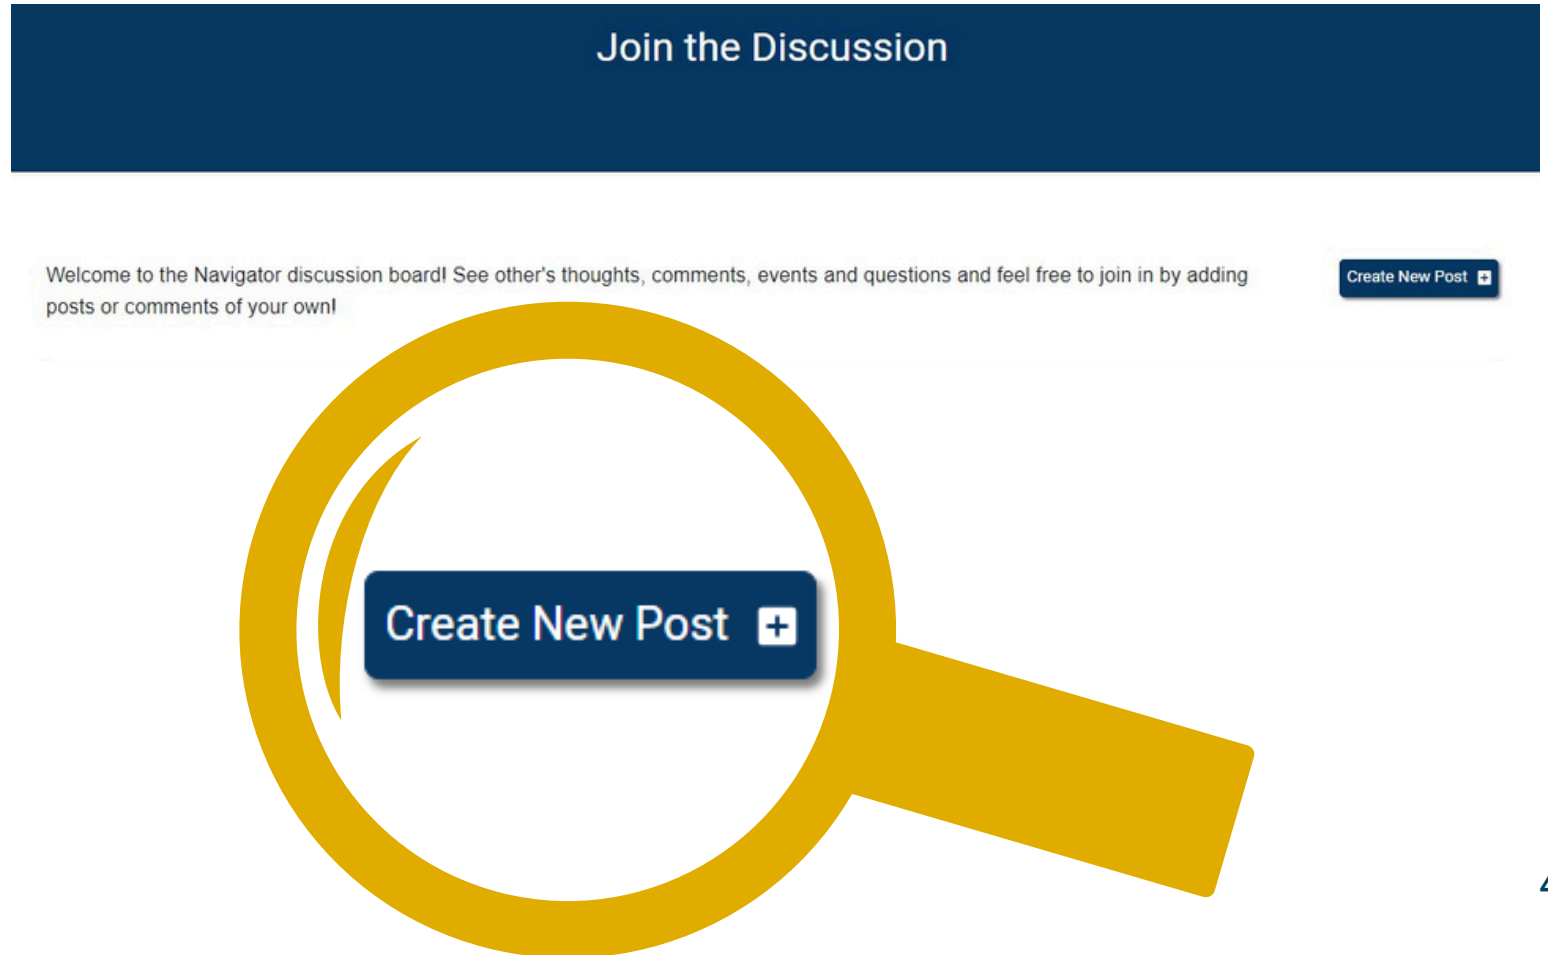 Join the Discussion
Welcome to the Navigator discussion board! See other's thoughts, comments, events and questions and feel free to join in by adding
posts or comments of your own!
Create New Post
Create New Post